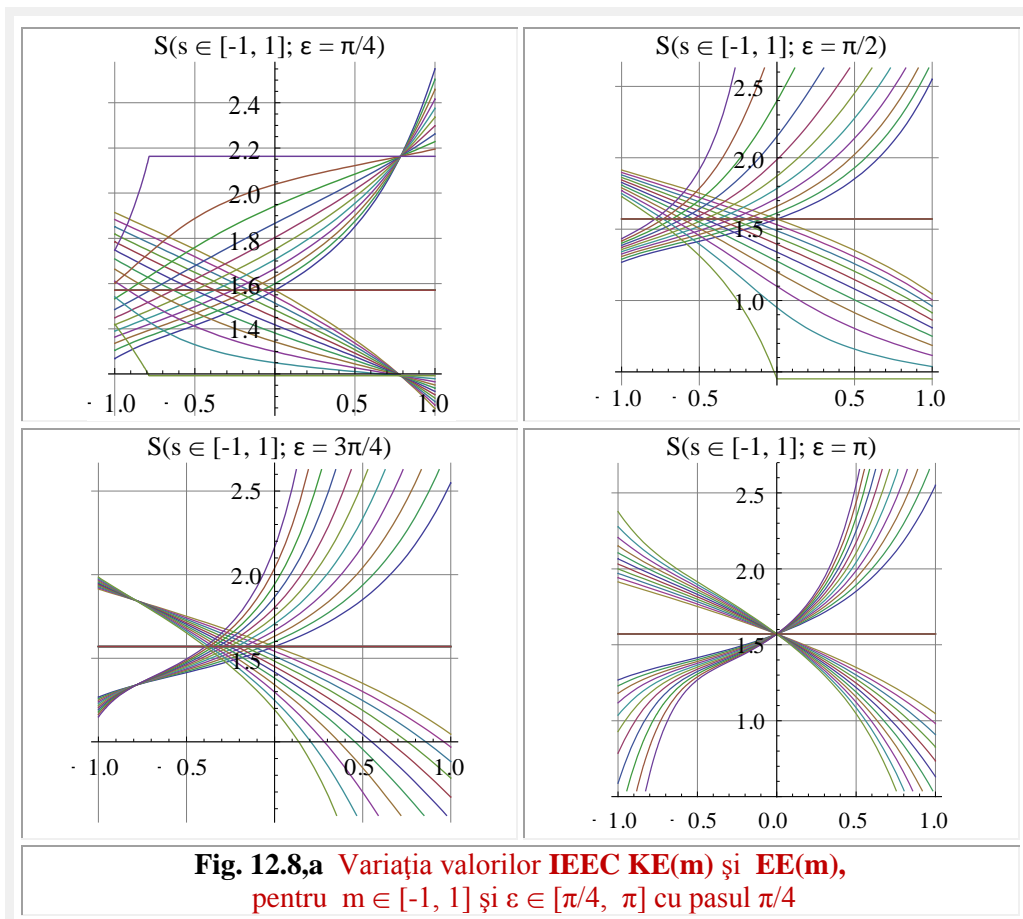 S(s ∈ [-1, 1]; ε = π/4)
2.4
2.2
2.0
1.8
1.6
1.4
- 1.0 - 0.5 0.5 1.0
S(s ∈ [-1, 1]; ε = π/2)
2.5
2.0
1.5
1.0
- 1.0 - 0.5 0.5 1.0
S(s ∈ [-1, 1]; ε = 3π/4)
2.5
2.0
1.5
- 1.0 - 0.5 0.5 1.0
S(s ∈ [-1, 1]; ε = π)
2.5
2.0
1.5
1.0
- 1.0 - 0.5 0.0 0.5 1.0
Fig. 12.8,a Variaţia valorilor IEEC KE(m) şi EE(m),
pentru m ∈ [-1, 1] şi ε ∈ [π/4, π] cu pasul π/4